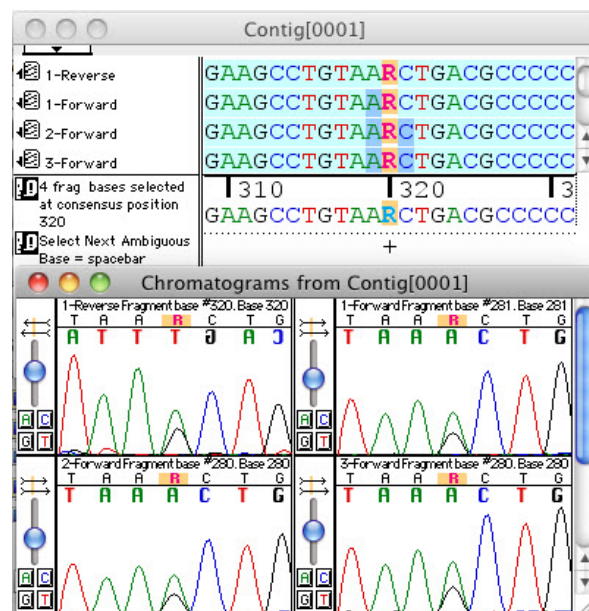 Contig[0001]
1-Reverse GAAGCCTGTAARCTGACGCCCCC
1-Forward GAAGCCTGTAARCTGACGCCCCC
2-Forward GAAGCCTGTAARCTGACGCCCCC
3-Forward GAAGCCTGTAARCTGACGCCCCC
4 frag bases selected
at consensus position
320
310 320 3
GAAGCCTGTAARCTGACGCCCCC
Select Next Ambiguous
Base = spacebar
+
Chromatograms from Contig[0001]
1-Reverse Fragment base #320. Base 320
T A A R C T G
A C
G T
1-Forward Fragment base #281. Base 281
T A A R C T G
T A A A C T G
A C
G T
2-Forward Fragment base #280. Base 280
T A A R C T G
T A A A C T G
A C
G T
3-Forward Fragment base #280. Base 280
T A A R C T G
T A A A C T G
A C
G T